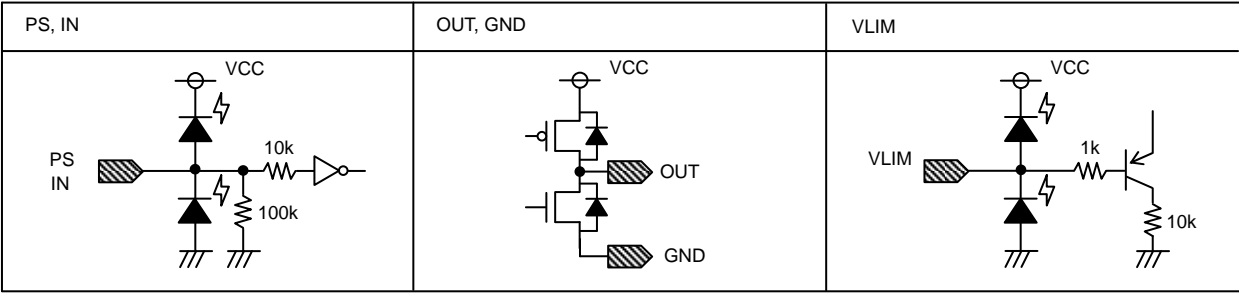 PS, IN
OUT, GND
VLIM
VCC
PS
IN
10k
100k
VCC
OUT
GND
VCC
VLIM
1k
10k